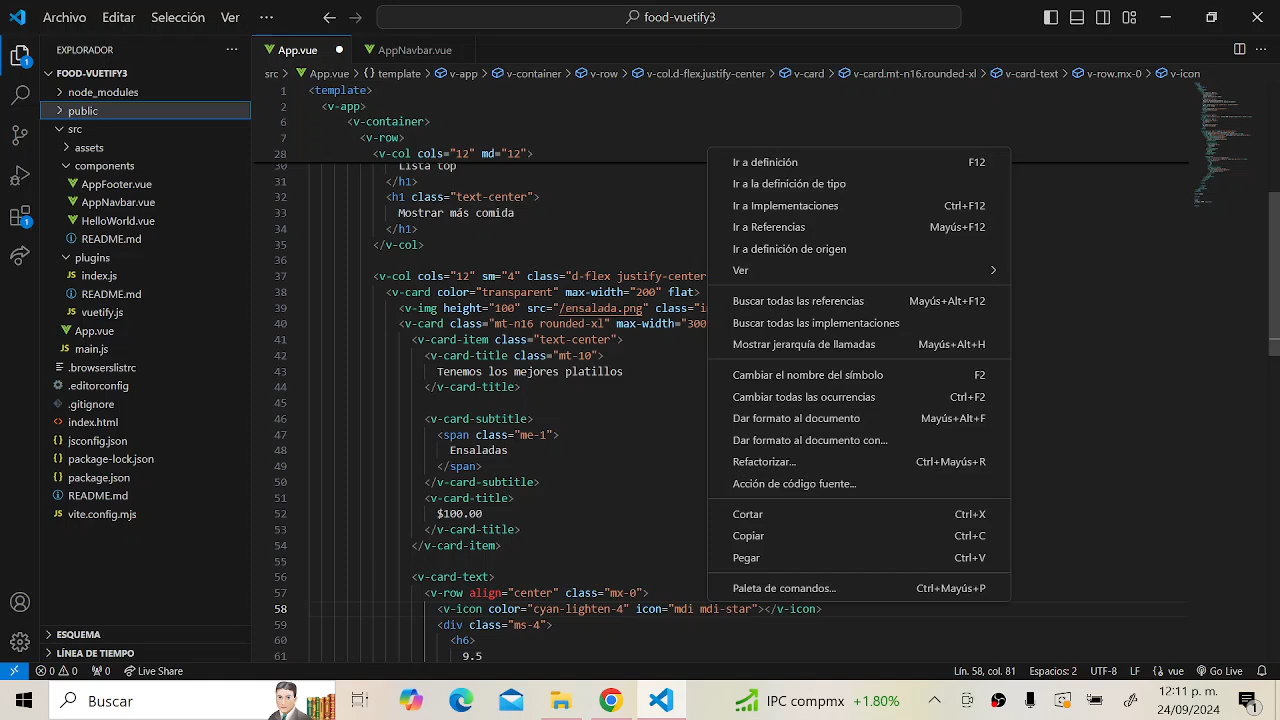 Archivo Editar Selección Ver ··· food-vuetify3
EXPLORADOR ···
App.vue AppNavbar.vue ···
FOOD-VUETIFY3
node_modules
public
src
assets
components
AppFooter.vue
AppNavbar.vue
HelloWorld.vue
README.md
plugins
index.js
README.md
vuetify.js
App.vue
main.js
.browserslistrc
.editorconfig
.gitignore
index.html
jsconfig.json
package-lock.json
package.json
README.md
vite.config.mjs
ESQUEMA
LÍNEA DE TIEMPO
src > App.vue > {} template > v-app > v-container > v-row > v-col.d-flex.justify-center > v-card > v-card.mt-n16.rounded-xl > v-card-text > v-row.mx-0 > v-icon
1 <template>
2 <v-app>
6 <v-container>
7 <v-row>
28 <v-col cols="12" md="12">
30 Lista top
31 </h1>
32 <h1 class="text-center">
33 Mostrar más comida
34 </h1>
35 </v-col>
36
37 <v-col cols="12" sm="4" class="d-flex justify-center
38 <v-card color="transparent" max-width="200" flat>
39 <v-img height="100" src="/ensalada.png" class="i
40 <v-card class="mt-n16 rounded-xl" max-width="300
41 <v-card-item class="text-center">
42 <v-card-title class="mt-10">
43 Tenemos los mejores platillos
44 </v-card-title>
45
46 <v-card-subtitle>
47 <span class="me-1">
48 Ensaladas
49 </span>
50 </v-card-subtitle>
51 <v-card-title>
52 $100.00
53 </v-card-title>
54 </v-card-item>
55
56 <v-card-text>
57 <v-row align="center" class="mx-0">
58 <v-icon color="cyan-lighten-4" icon="mdi mdi-star"></v-icon>
59 <div class="ms-4">
60 <h6>
61 9.5
Ir a definición F12
Ir a la definición de tipo
Ir a Implementaciones Ctrl+F12
Ir a Referencias Mayús+F12
Ir a definición de origen
Ver
Buscar todas las referencias Mayús+Alt+F12
Buscar todas las implementaciones
Mostrar jerarquía de llamadas Mayús+Alt+H
Cambiar el nombre del símbolo F2
Cambiar todas las ocurrencias Ctrl+F2
Dar formato al documento Mayús+Alt+F
Dar formato al documento con...
Refactorizar... Ctrl+Mayús+R
Acción de código fuente...
Cortar Ctrl+X
Copiar Ctrl+C
Pegar Ctrl+V
Paleta de comandos... Ctrl+Mayús+P
0 0 0 Live Share Lín. 58, col. 81 Espacios: 2 UTF-8 LF {} vue Go Live
Buscar IPC compmx +1.80% 12:11 p. m.
24/09/2024 1